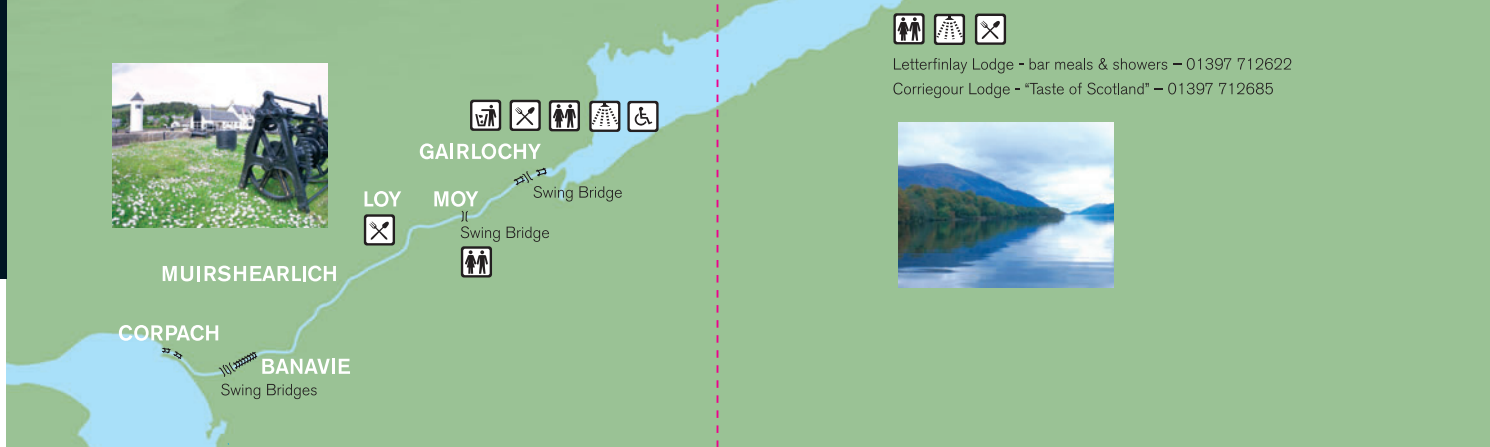 Letterfinlay Lodge - bar meals & showers – 01397 712622
Corriegour Lodge - “Taste of Scotland” – 01397 712685
GAIRLOCHY
Swing Bridge
LOY
MOY
Swing Bridge
MUIRSHEARLICH
CORPACH
BANAVIE
Swing Bridges